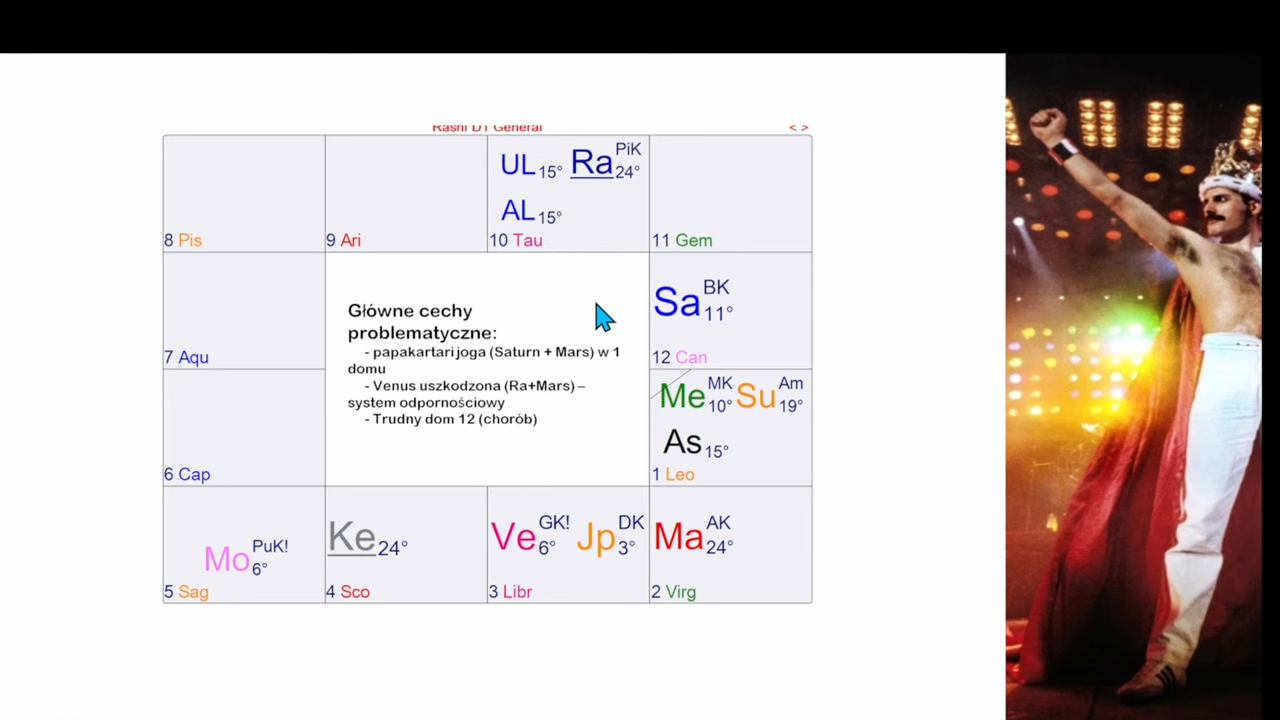 Rashi D1 General < >
UL 15° Ra PiK 24°
AL 15°
8 Pis 9 Ari 10 Tau 11 Gem
Sa BK 11°
7 Aqu 12 Can
Główne cechy
problematyczne:
- papakartari joga (Saturn + Mars) w 1
domu
- Venus uszkodzona (Ra+Mars) –
system odpornościowy
- Trudny dom 12 (chorób)
Me MK 10° Su Am 19°
As 15°
6 Cap 1 Leo
Mo PuK! 6° Ke 24° Ve GK! 6° Jp DK 3° Ma AK 24°
5 Sag 4 Sco 3 Libr 2 Virg